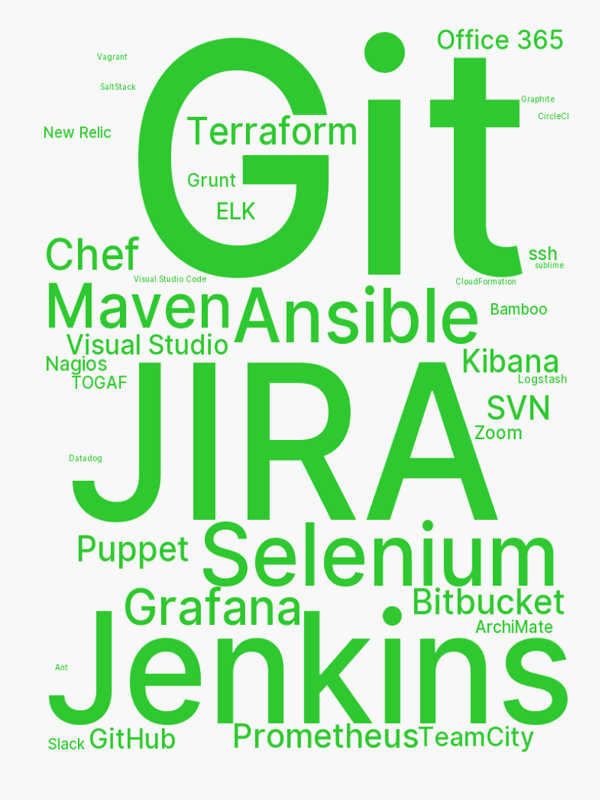 Office 365
Git
Vagrant
SaltStack
Graphite
CircleCI
New Relic
Terraform
Grunt
ELK
Chef
ssh
sublime
Visual Studio Code
CloudFormation
Maven
Ansible
Bamboo
Visual Studio
Nagios
Kibana
TOGAF
Logstash
JIRA
SVN
Zoom
Datadog
Puppet
Selenium
Grafana
Bitbucket
ArchiMate
Jenkins
Ant
Slack
GitHub
Prometheus
TeamCity